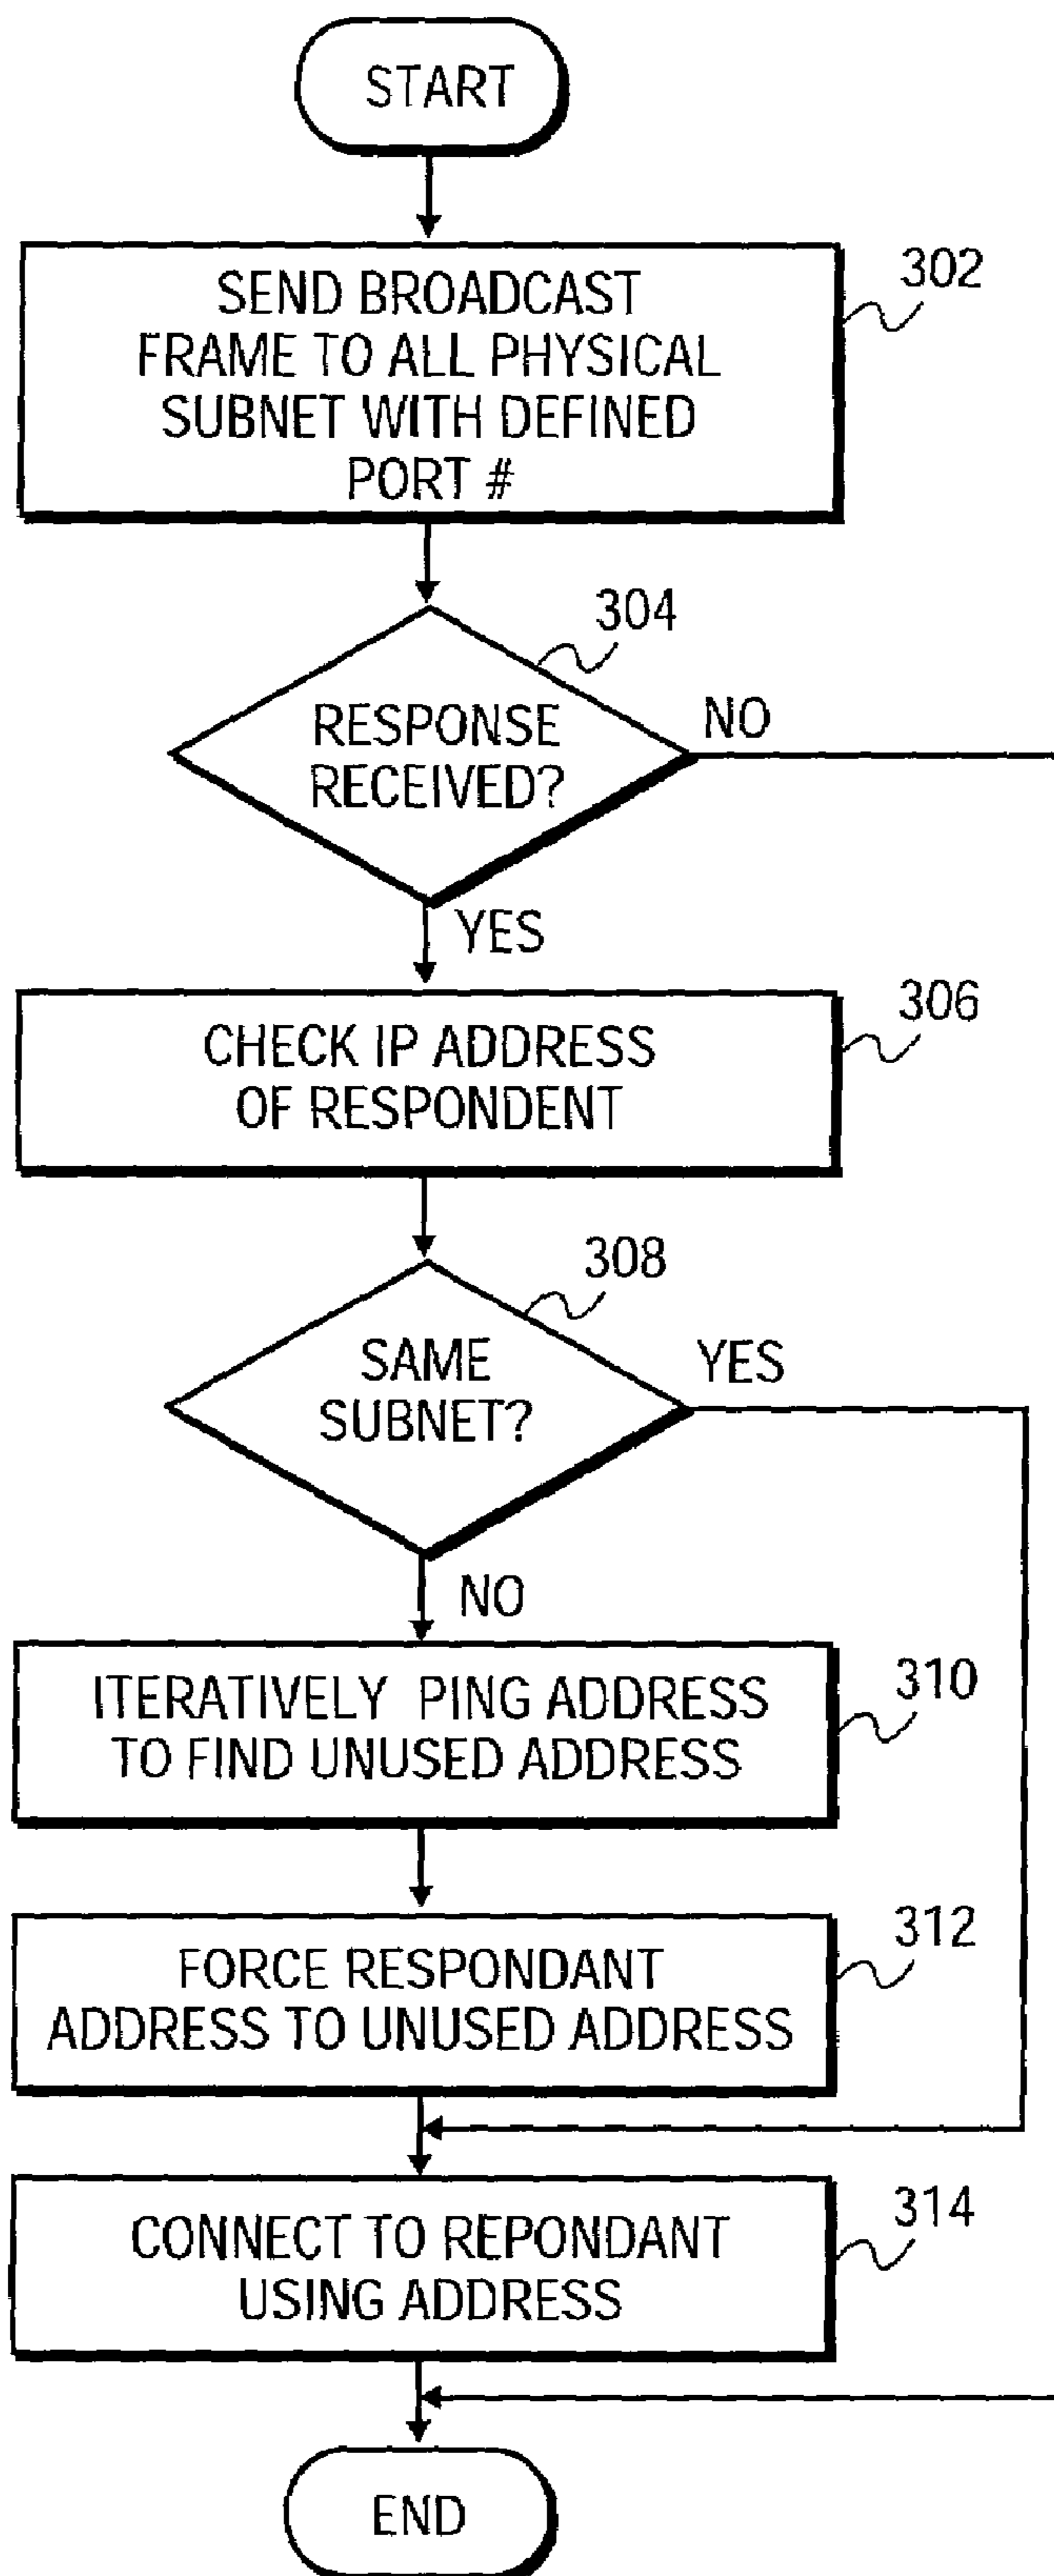 START
SEND BROADCAST
FRAME TO ALL PHYSICAL
SUBNET WITH DEFINED
PORT #
302
304
RESPONSE
RECEIVED?
NO
YES
CHECK IP ADDRESS
OF RESPONDENT
306
308
SAME
SUBNET?
YES
NO
ITERATIVELY PING ADDRESS
TO FIND UNUSED ADDRESS
310
FORCE RESPONDANT
ADDRESS TO UNUSED ADDRESS
312
CONNECT TO REPONDANT
USING ADDRESS
314
END